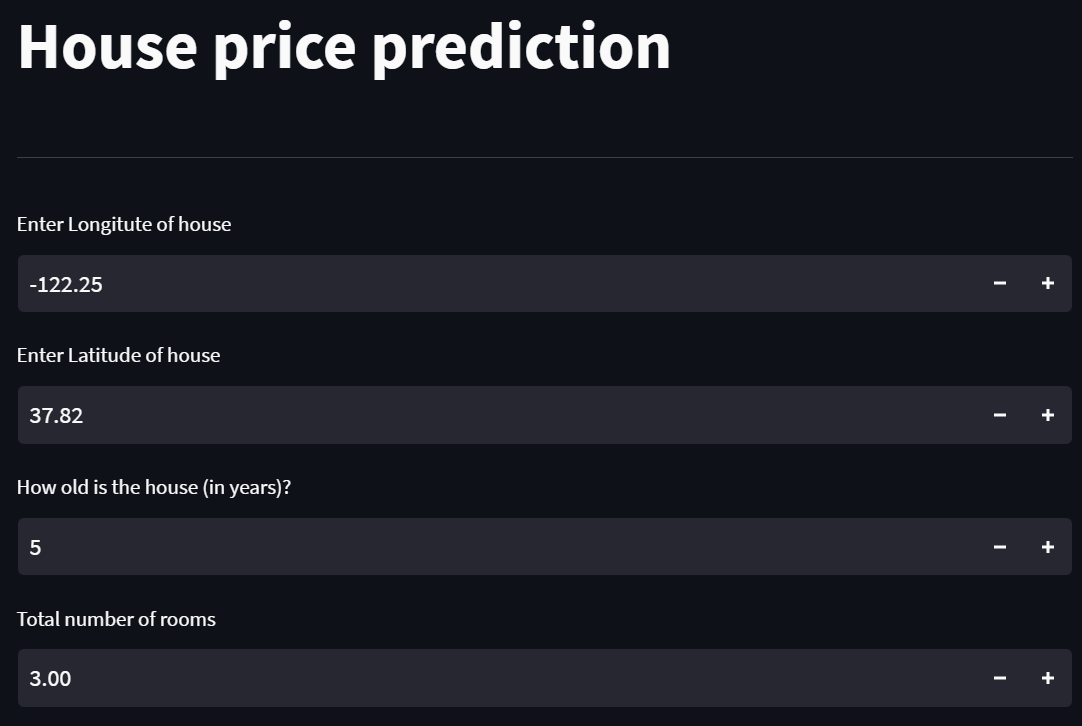 House price prediction
Enter Longitute of house
-122.25
Enter Latitude of house
37.82
How old is the house (in years)?
5
Total number of rooms
3.00